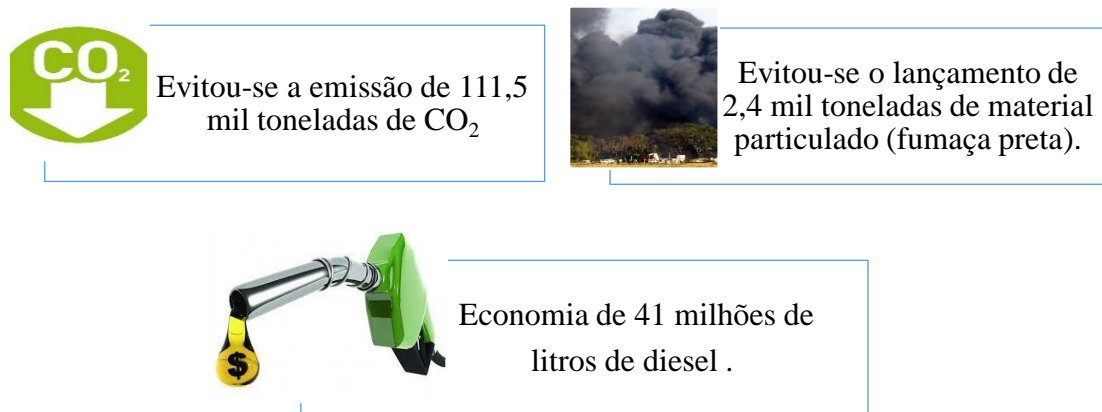 CO₂
Evitou-se a emissão de 111,5
mil toneladas de CO₂
Evitou-se o lançamento de
2,4 mil toneladas de material
particulado (fumaça preta).
$
Economia de 41 milhões de
litros de diesel .